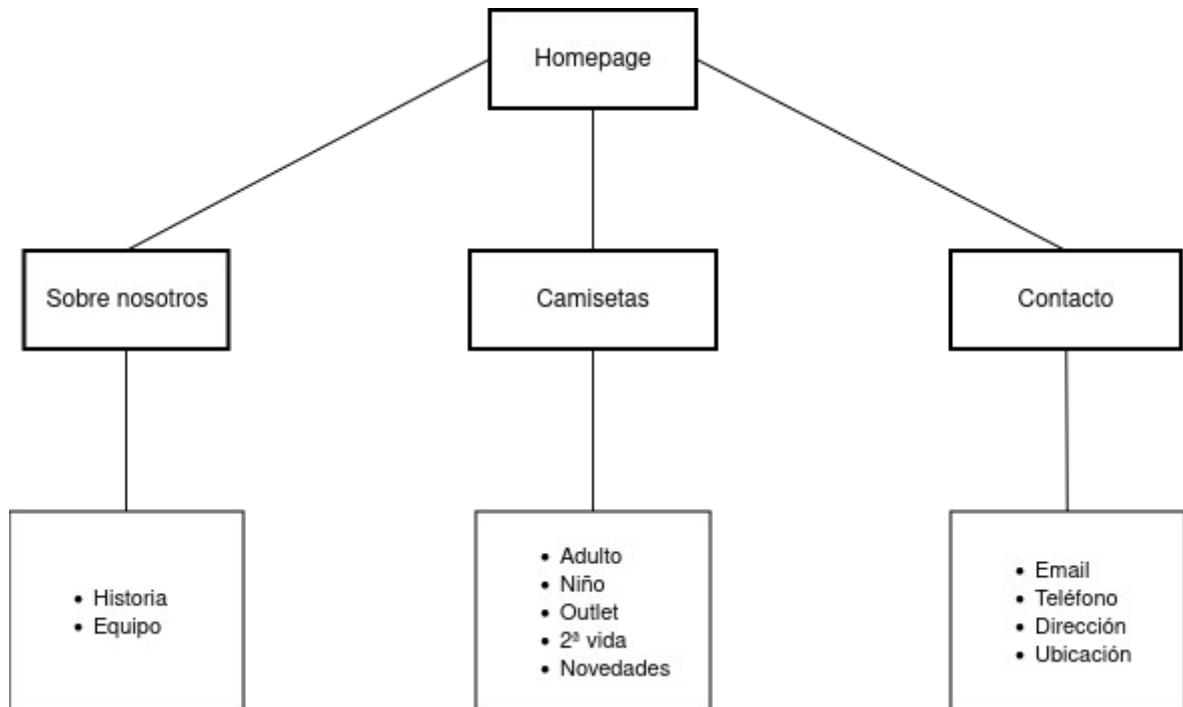 Homepage
Sobre nosotros
Camisetas
Contacto
• Historia
• Equipo
• Adulto
• Niño
• Outlet
• 2ª vida
• Novedades
• Email
• Teléfono
• Dirección
• Ubicación